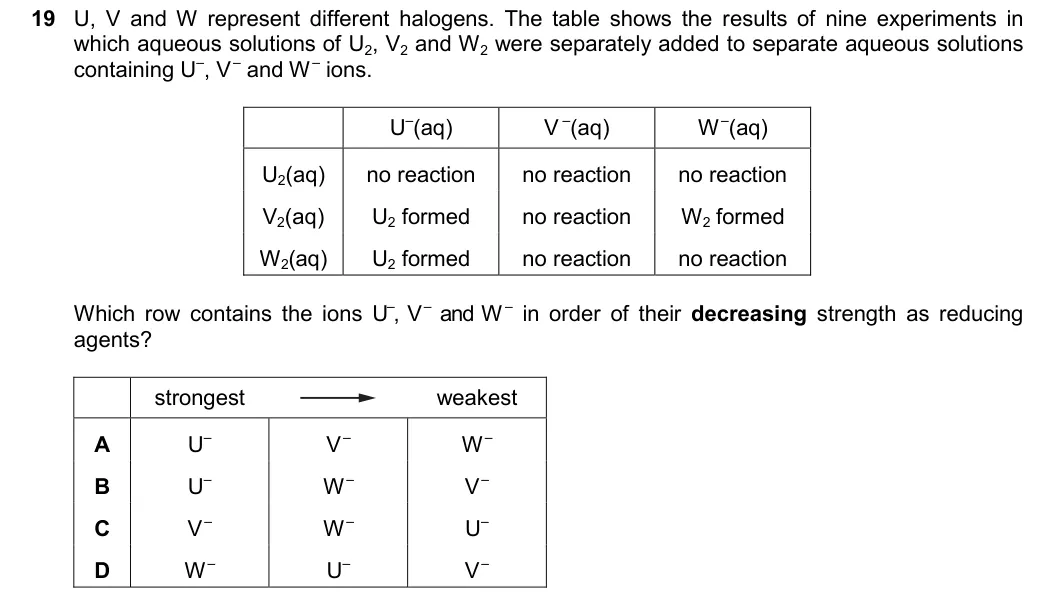 19 U, V and W represent different halogens. The table shows the results of nine experiments in
which aqueous solutions of U₂, V₂ and W₂ were separately added to separate aqueous solutions
containing U⁻, V⁻ and W⁻ ions.
U⁻(aq) V⁻(aq) W⁻(aq)
U₂(aq) no reaction no reaction no reaction
V₂(aq) U₂ formed no reaction W₂ formed
W₂(aq) U₂ formed no reaction no reaction
Which row contains the ions U⁻, V⁻ and W⁻ in order of their decreasing strength as reducing
agents?
strongest → weakest
A U⁻ V⁻ W⁻
B U⁻ W⁻ V⁻
C V⁻ W⁻ U⁻
D W⁻ U⁻ V⁻